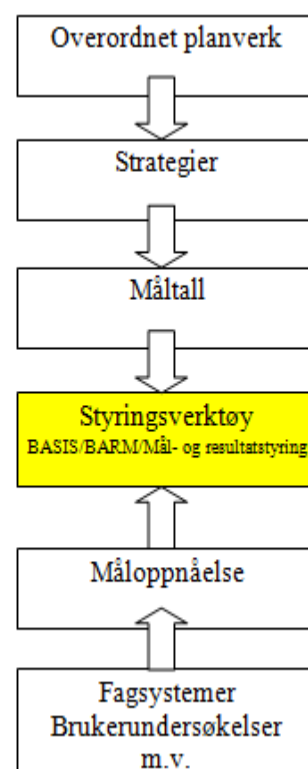 Overordnet planverk
Strategier
Måltall
Styringsverktøy
BASIS/BARM/Mål- og resultatstyring
Måloppnåelse
Fagsystemer
Brukerundersøkelser
m.v.